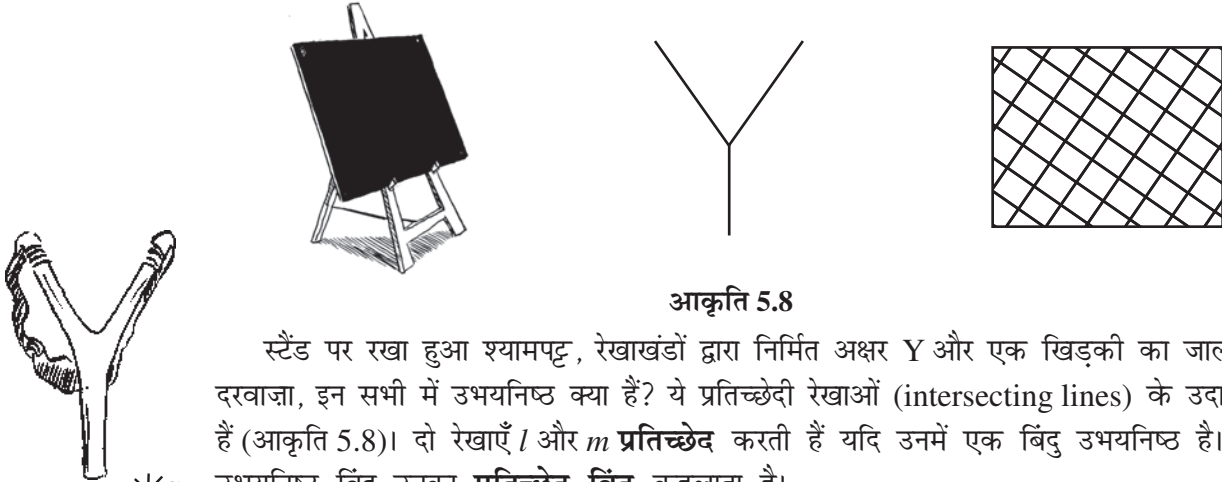 आकृति 5.8
स्टैंड पर रखा हुआ श्यामपट्ट, रेखाखंडों द्वारा निर्मित अक्षर Y और एक खिड़की का
दरवाज़ा, इन सभी में उभयनिष्ठ क्या हैं? ये प्रतिच्छेदी रेखाओं (intersecting lines) के
हैं (आकृति 5.8)। दो रेखाएँ l और m प्रतिच्छेद करती हैं यदि उनमें एक बिंदु उभयनिष्ठ है।